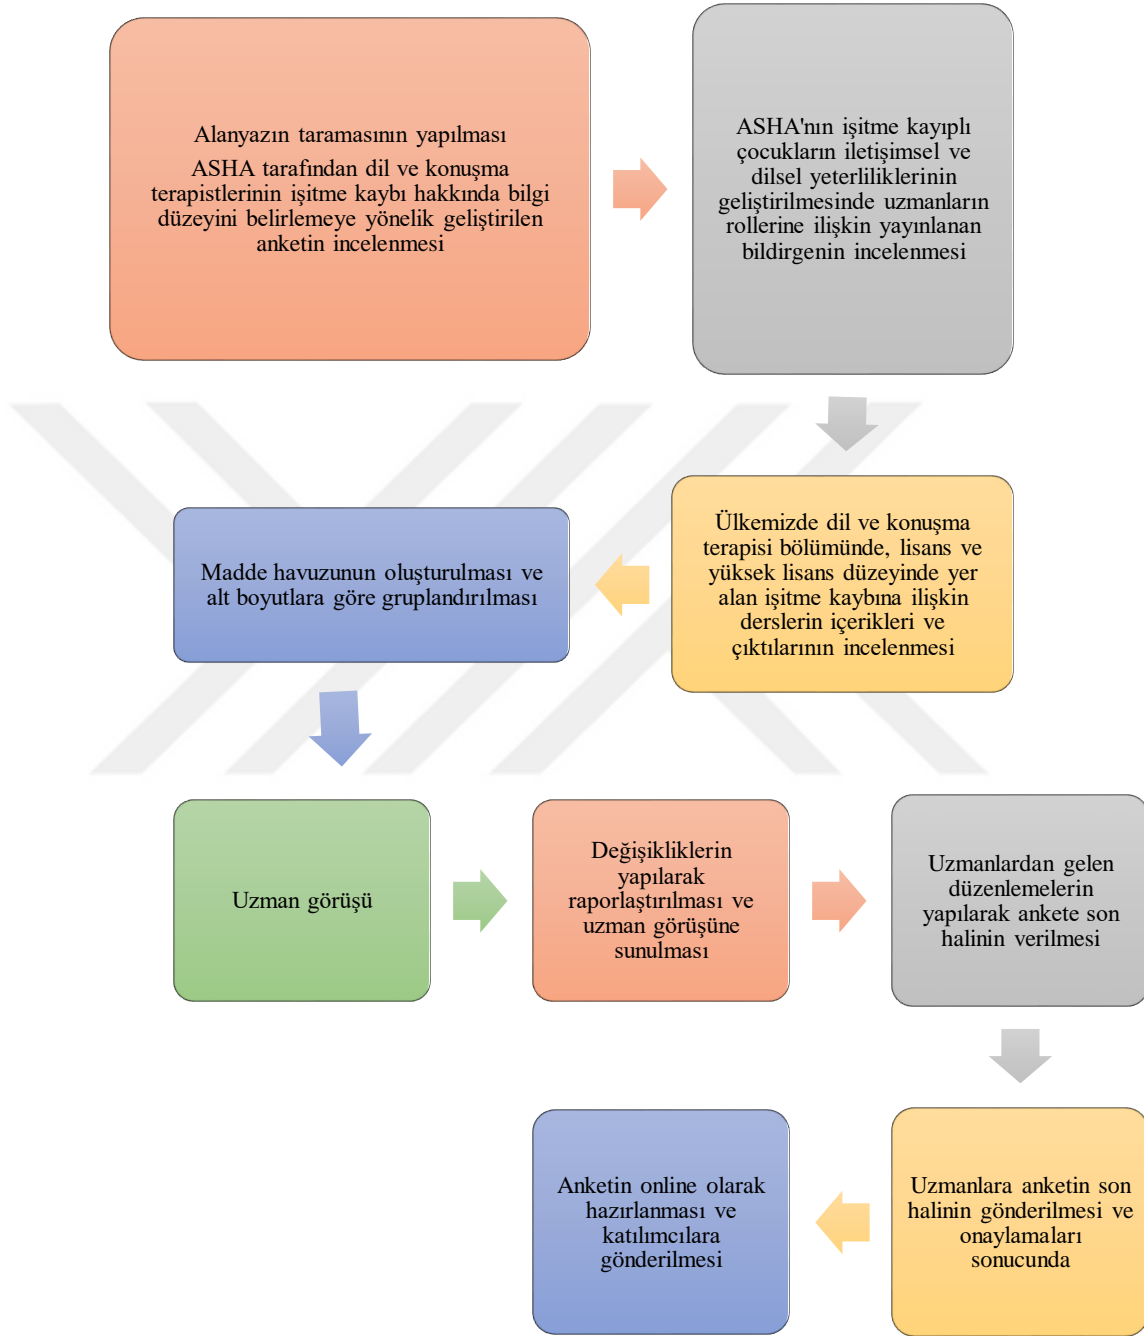 Alanyazın taramasının yapılması
ASHA tarafından dil ve konuşma
terapistlerinin işitme kaybı hakkında bilgi
düzeyini belirlemeye yönelik geliştirilen
anketin incelenmesi
ASHA'nın işitme kayıplı
çocukların iletişimsel ve
dilsel yeterliliklerinin
geliştirilmesinde uzmanların
rollerine ilişkin yayınlanan
bildirgenin incelenmesi
Ülkemizde dil ve konuşma
terapisi bölümünde, lisans ve
yüksek lisans düzeyinde yer
alan işitme kaybına ilişkin
derslerin içerikleri ve
çıktılarının incelenmesi
Madde havuzunun oluşturulması ve
alt boyutlara göre gruplandırılması
Uzman görüşü
Değişikliklerin
yapılarak
raporlaştırılması ve
uzman görüşüne
sunulması
Uzmanlardan gelen
düzenlemelerin
yapılarak ankete son
halinin verilmesi
Uzmanlara anketin son
halinin gönderilmesi ve
onaylamaları
sonucunda
Anketin online olarak
hazırlanması ve
katılımcılara
gönderilmesi